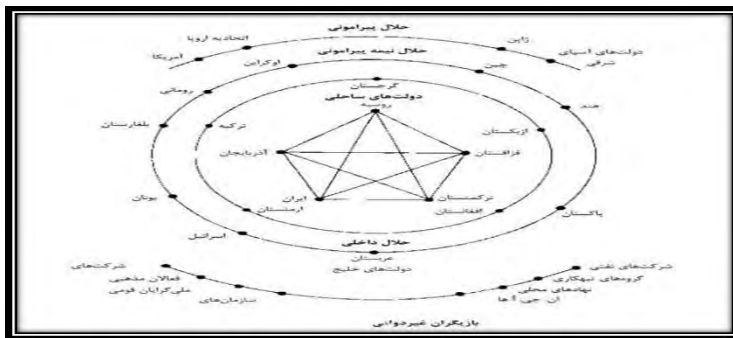 حلال پیرامونی
ژاپن
اتحادیه اروپا
دولت‌های آسیای شرقی
آمریکا
حلال نیمه پیرامونی
چین
اوکراین
رومانی
هند
گرجستان
دولت‌های ساحلی
روسیه
بلغارستان
ترکیه
ازبکستان
آذربایجان
قزاقستان
یونان
ایران
ترکمنستان
ارمنستان
افغانستان
پاکستان
اسرائیل
حلال داخلی
عربستان
دولت‌های خلیج
شرکت‌های نفتی
شرکت‌های
گروه‌های تبهکاری
فعالان مذهبی
نهادهای محلی
ملی‌گرایان قومی
ان. جی. اُ ها
سازمان‌های
بازیگران غیردولتی